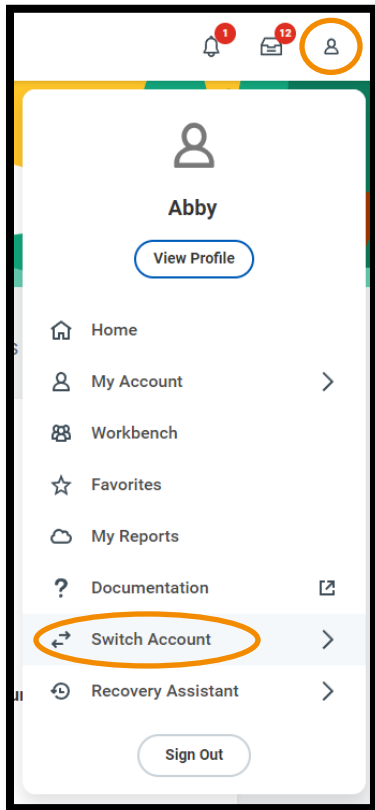 1
12
Abby
View Profile
Home
My Account
Workbench
Favorites
My Reports
? Documentation
Switch Account
Recovery Assistant
Sign Out